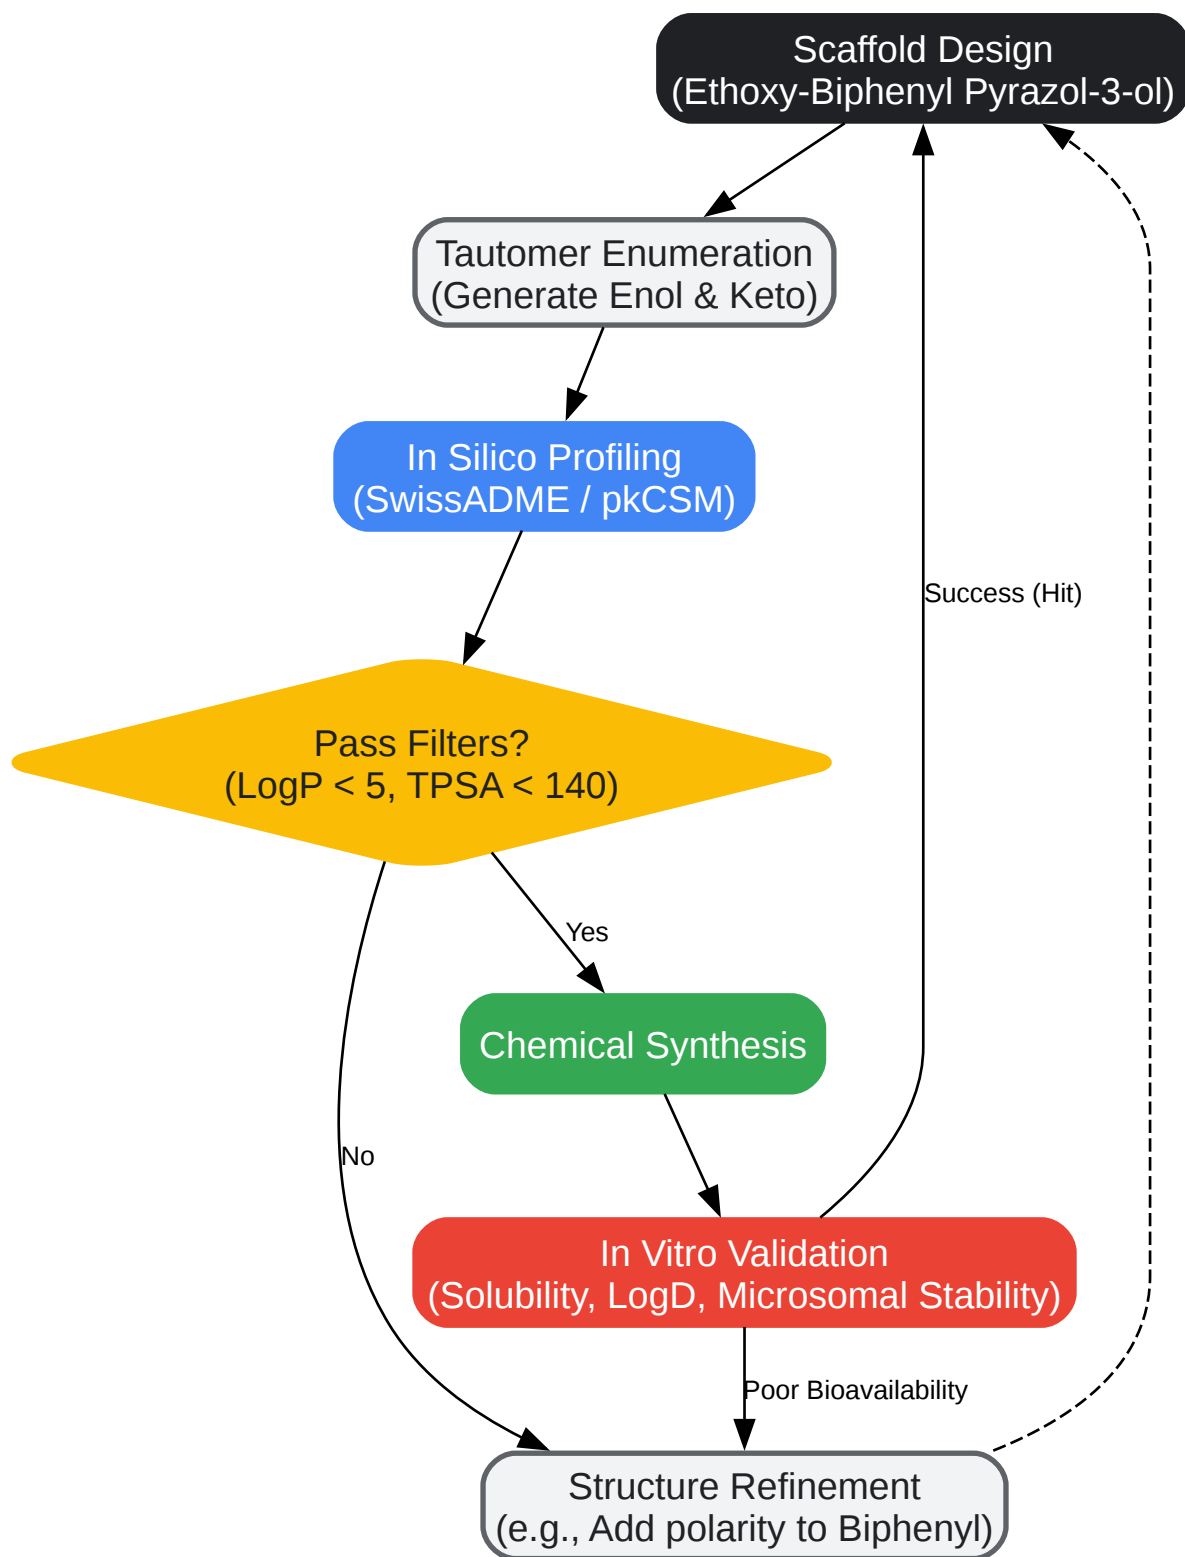 Scaffold Design
(Ethoxy-Biphenyl Pyrazol-3-ol)
Tautomer Enumeration
(Generate Enol & Keto)
In Silico Profiling
(SwissADME / pkCSM)
Success (Hit)
Pass Filters?
(LogP < 5, TPSA < 140)
Yes
Chemical Synthesis
No
In Vitro Validation
(Solubility, LogD, Microsomal Stability)
Poor Bioavailability
Structure Refinement
(e.g., Add polarity to Biphenyl)